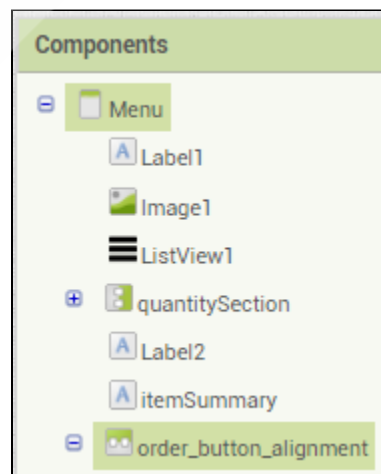 Components
Menu
Label1
Image1
ListView1
quantitySection
Label2
itemSummary
order_button_alignment